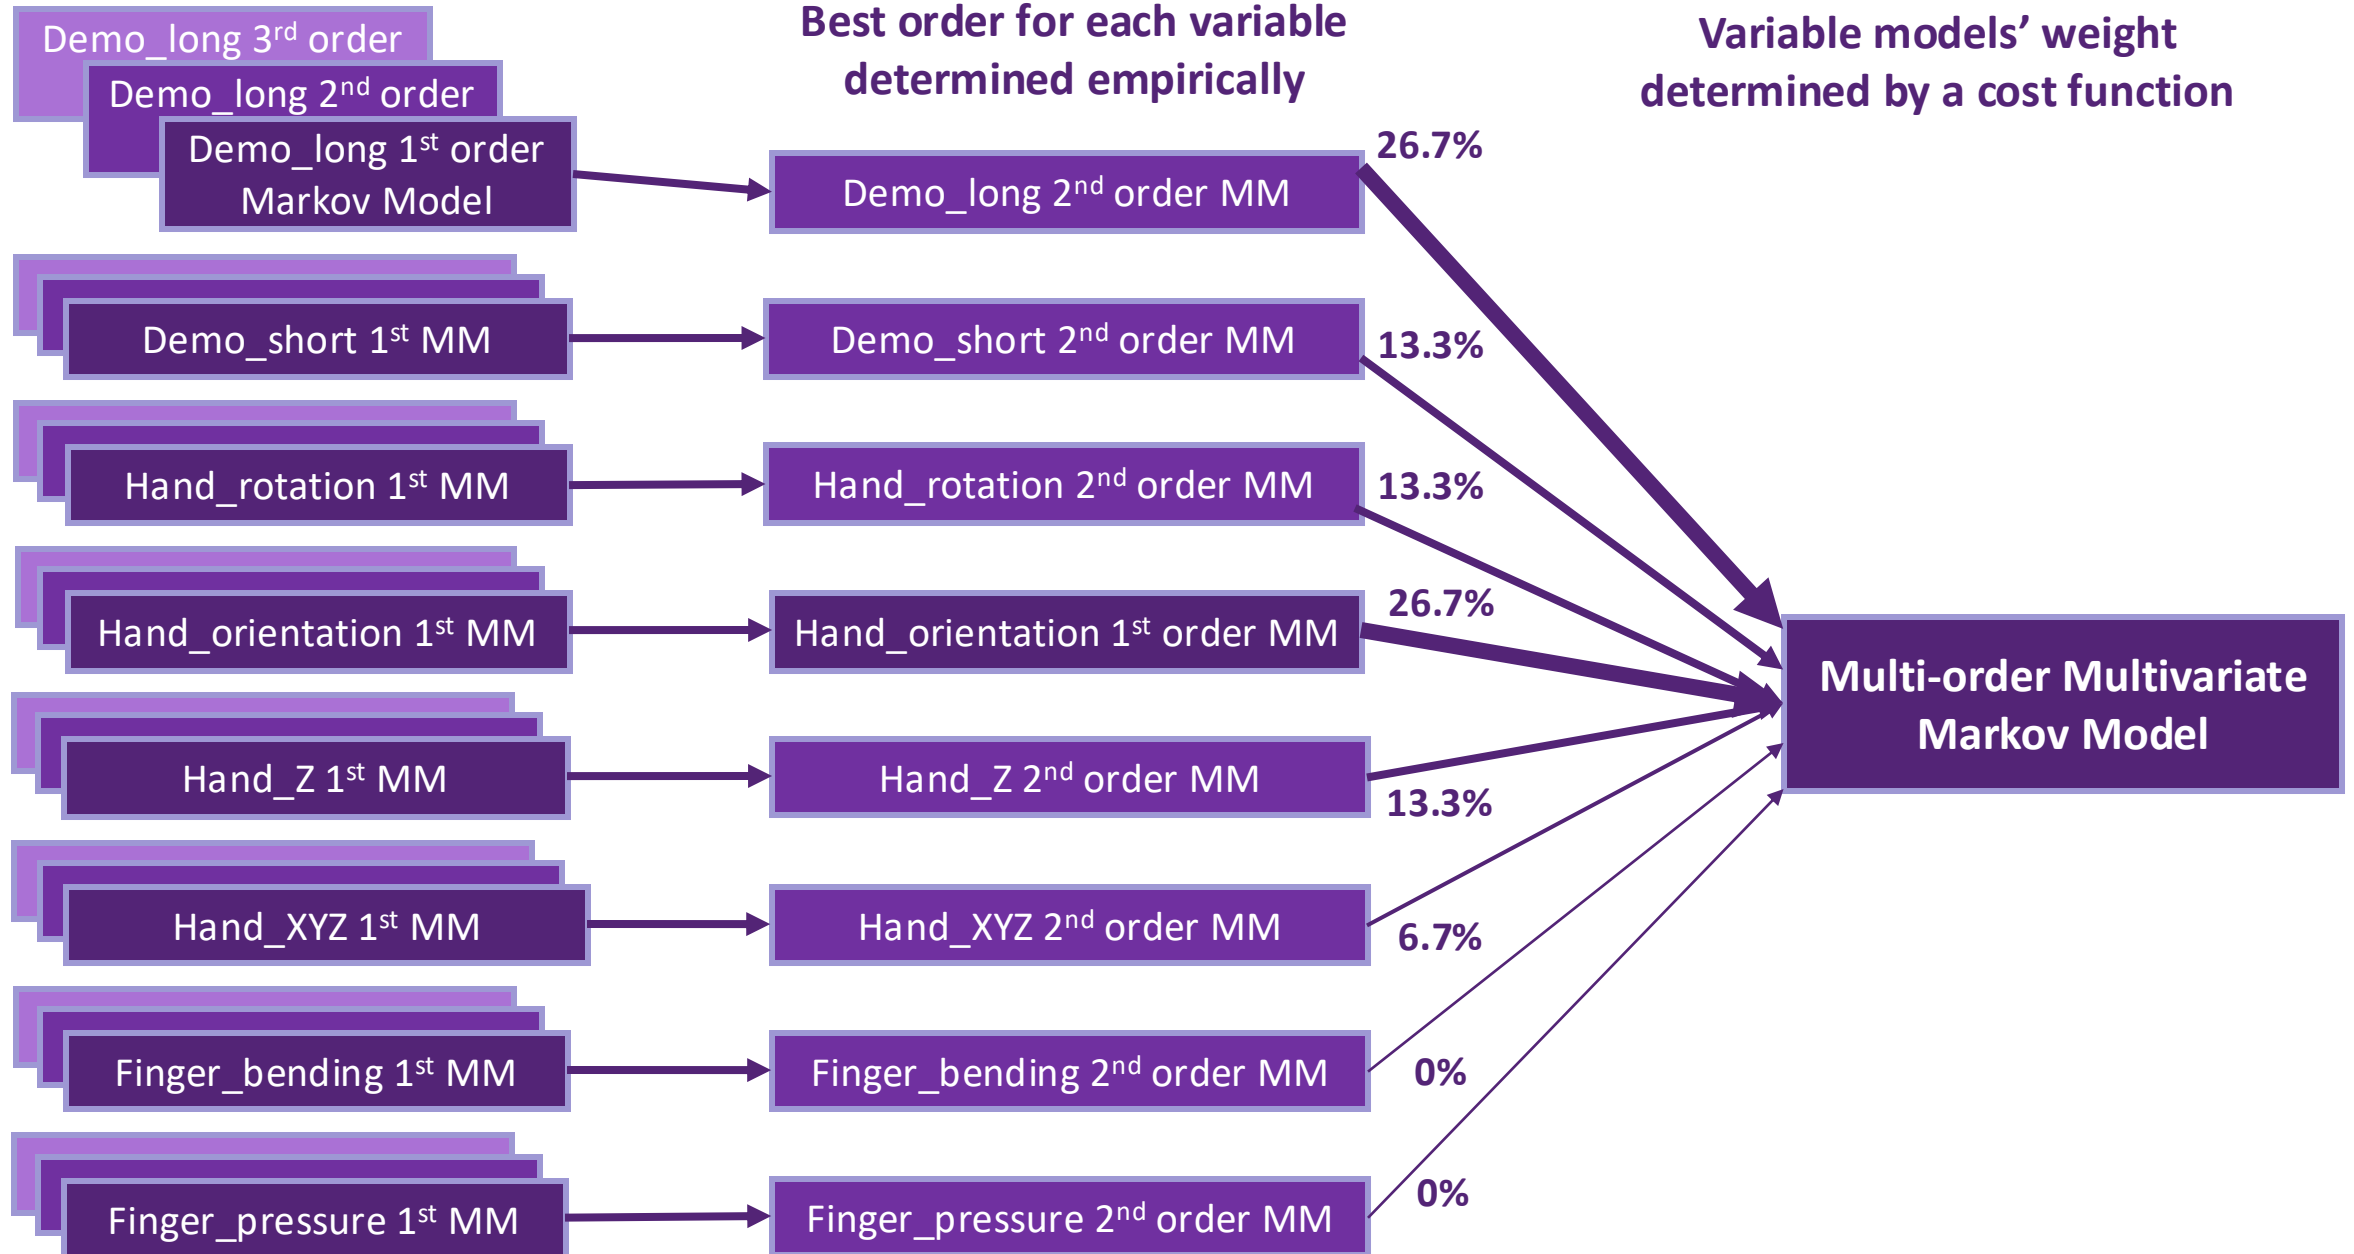 Demo_long 3rd order
Demo_long 2nd order
Demo_long 1st order
Markov Model
Demo_short 1st MM
Hand_rotation 1st MM
Hand_orientation 1st MM
Hand_Z 1st MM
Hand_XYZ 1st MM
Finger_bending 1st MM
Finger_pressure 1st MM
Best order for each variable
determined empirically
Demo_long 2nd order MM
Demo_short 2nd order MM
Hand_rotation 2nd order MM
Hand_orientation 1st order MM
Hand_Z 2nd order MM
Hand_XYZ 2nd order MM
Finger_bending 2nd order MM
Finger_pressure 2nd order MM
Variable models’ weight
determined by a cost function
26.7%
13.3%
13.3%
26.7%
13.3%
6.7%
0%
0%
Multi-order Multivariate
Markov Model